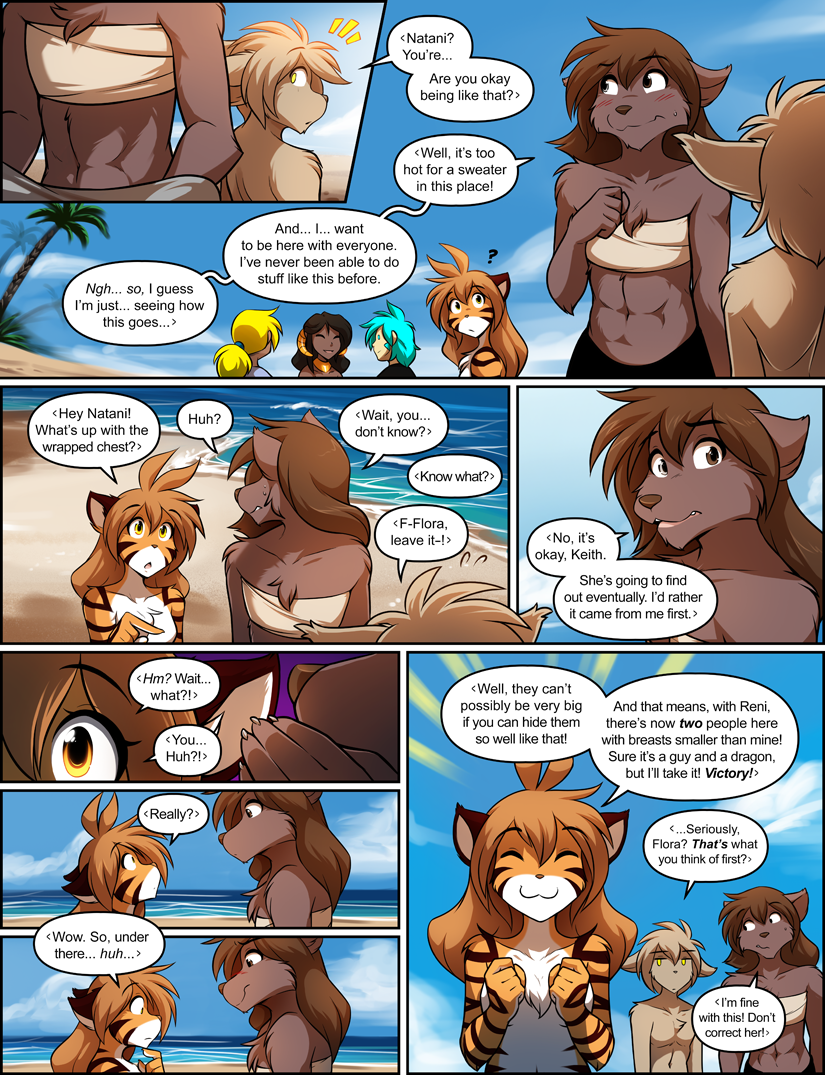 ‹Natani?
You're...
Are you okay
being like that?›
‹Well, it's too
hot for a sweater
in this place!
And... I... want
to be here with everyone.
I've never been able to do
stuff like this before.
Ngh... so, I guess
I'm just... seeing how
this goes...›
?
‹Hey Natani!
What's up with the
wrapped chest?›
Huh?
‹Wait, you...
don't know?›
‹Know what?›
‹F-Flora,
leave it-!›
‹No, it's
okay, Keith.
She's going to find
out eventually. I'd rather
it came from me first.›
‹Hm? Wait...
what?!›
‹You...
Huh?!›
‹Really?›
‹Wow. So, under
there... huh...›
‹Well, they can't
possibly be very big
if you can hide them
so well like that!
And that means, with Reni,
there's now two people here
with breasts smaller than mine!
Sure it's a guy and a dragon,
but I'll take it! Victory!›
‹...Seriously,
Flora? That's what
you think of first?›
‹I'm fine
with this! Don't
correct her!›